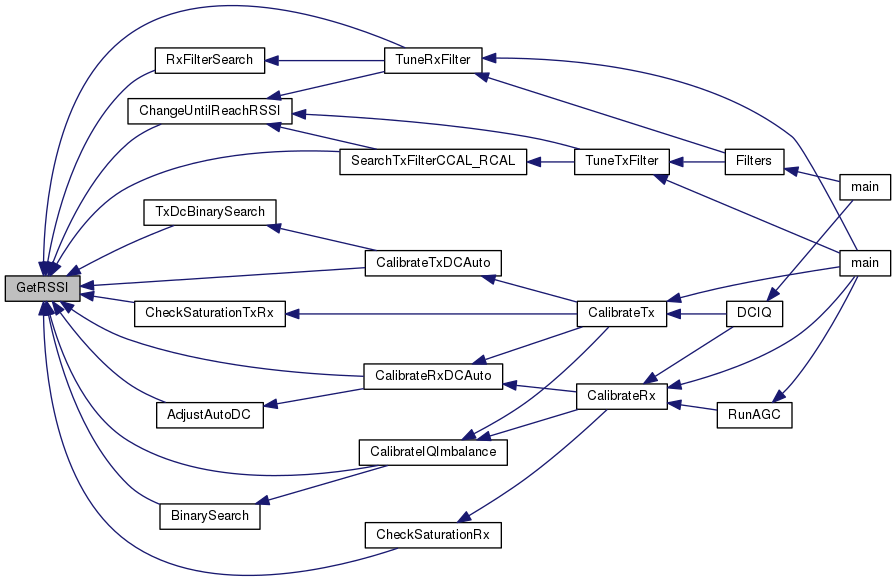 RxFilterSearch
TuneRxFilter
ChangeUntilReachRSSI
SearchTxFilterCCAL_RCAL
TuneTxFilter
Filters
main
TxDcBinarySearch
CalibrateTxDCAuto
main
GetRSSI
CheckSaturationTxRx
CalibrateTx
DCIQ
CalibrateRxDCAuto
CalibrateRx
AdjustAutoDC
RunAGC
CalibrateIQImbalance
BinarySearch
CheckSaturationRx